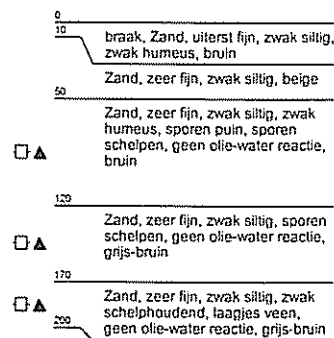 0
10
braak, Zand, uiterst fijn, zwak siltig,
zwak humeus, bruin
Zand, zeer fijn, zwak siltig, beige
50
Zand, zeer fijn, zwak siltig, zwak
humeus, sporen puin, sporen
schelpen, geen olie-water reactie,
bruin
120
Zand, zeer fijn, zwak siltig, sporen
schelpen, geen olie-water reactie,
grijs-bruin
170
Zand, zeer fijn, zwak siltig, zwak
schelphoudend, laagjes veen,
geen olie-water reactie, grijs-bruin
200